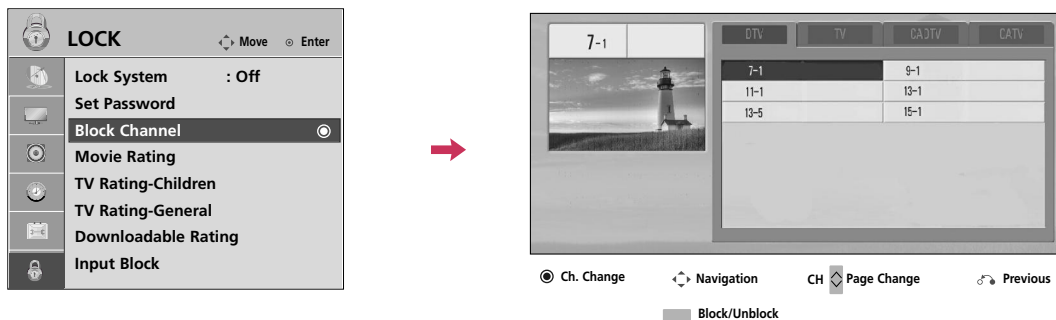 LOCK
Move Enter
Lock System : Off
Set Password
Block Channel
Movie Rating
TV Rating-Children
TV Rating-General
Downloadable Rating
Input Block
7-1
DTV TV CADTV CATV
7-1 9-1
11-1 13-1
13-5 15-1
Ch. Change Navigation CH Page Change Previous
Block/Unblock